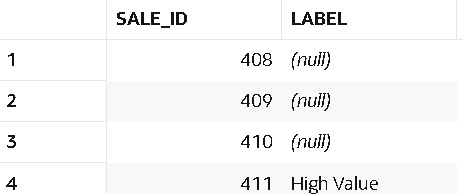 SALE_ID LABEL
1 408 (null)
2 409 (null)
3 410 (null)
4 411 High Value